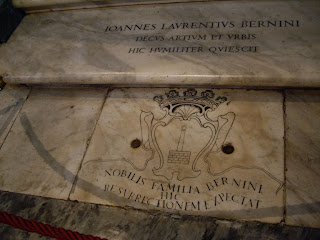 IOANNES LAVRENTIVS BERNINI
DECVS ARTIVM ET VRBIS
HIC HVMILITER QVIESCIT
NOBILIS FAMILIA BERNINI
HIC
RESVRRECTIONEM EXPECTAT